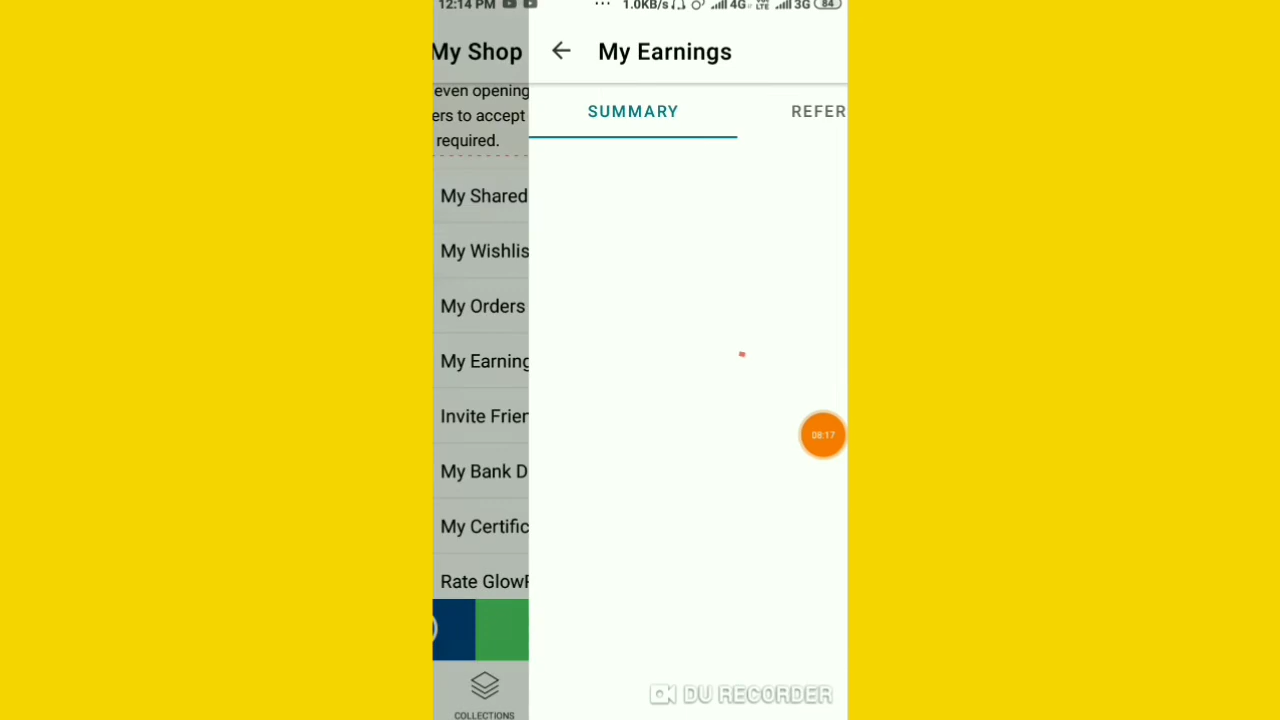 12:14 PM
1.0KB/s 4G VoLTE 3G 84
My Shop
My Earnings
even opening
ers to accept
required.
SUMMARY
REFER
My Shared
My Wishlis
My Orders
My Earning
Invite Frien
My Bank D
My Certific
Rate Glow
08:17
COLLECTIONS
DU RECORDER